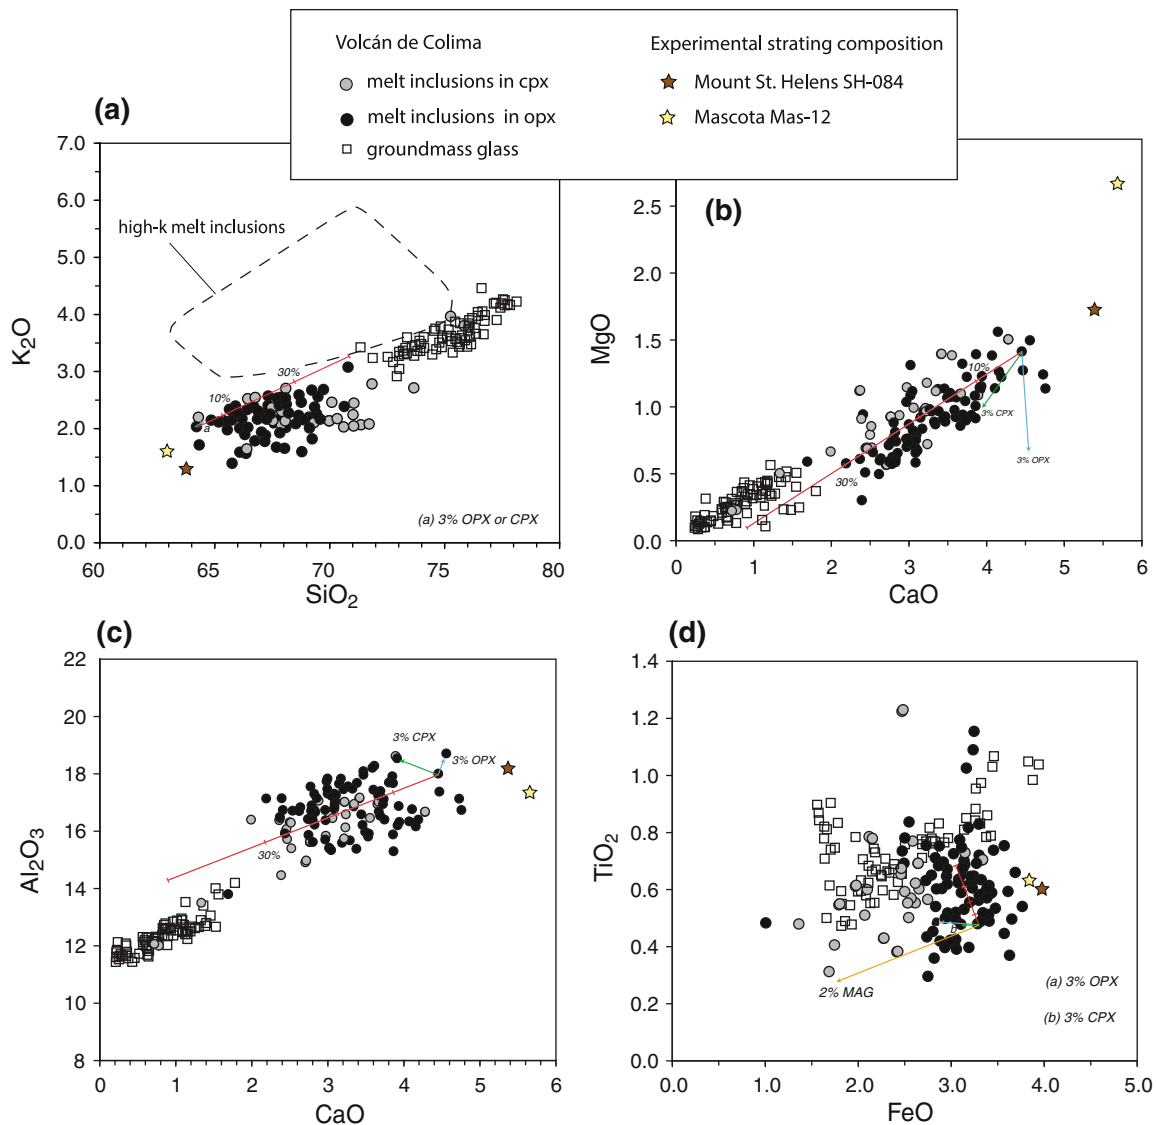 Volcán de Colima
melt inclusions in cpx
melt inclusions in opx
groundmass glass
Experimental strating composition
Mount St. Helens SH-084
Mascota Mas-12
(a)
7.0
6.0
5.0
4.0
3.0
2.0
1.0
0.0
K2O
high-k melt inclusions
30%
10%
a
(a) 3% OPX or CPX
60
65
70
75
80
SiO2
(b)
2.5
2.0
1.5
1.0
0.5
0.0
MgO
10%
3% CPX
3% OPX
30%
0
1
2
3
4
5
6
CaO
(c)
22
20
18
16
14
12
10
8
Al2O3
3% CPX
3% OPX
30%
0
1
2
3
4
5
6
CaO
(d)
1.4
1.2
1.0
0.8
0.6
0.4
0.2
0.0
TiO2
b
2% MAG
(a) 3% OPX
(b) 3% CPX
0.0
1.0
2.0
3.0
4.0
5.0
FeO